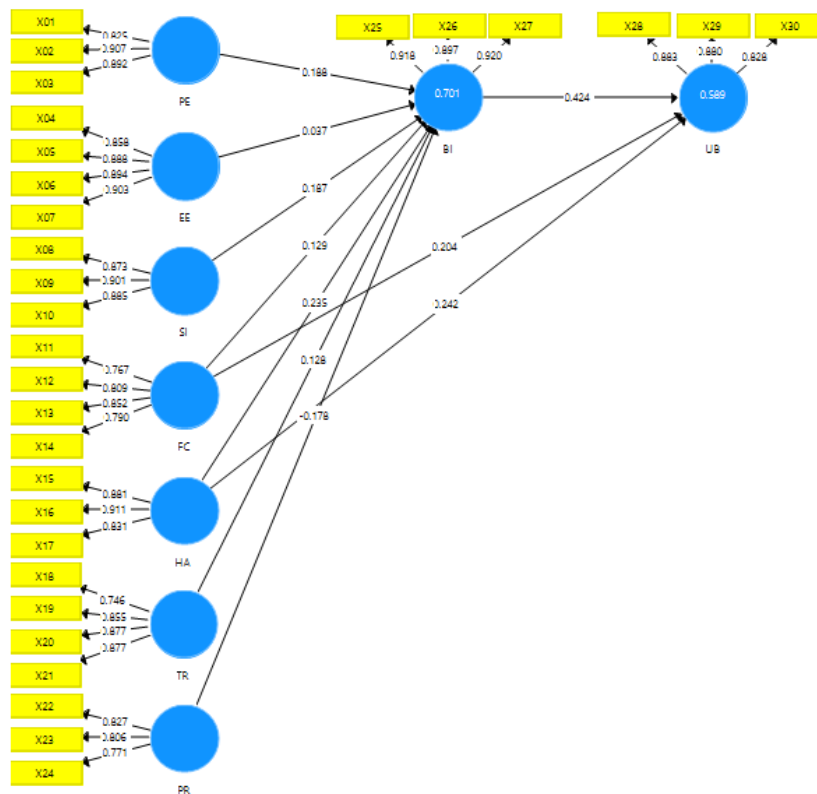 X01
0.825
X02
0.907
X03
0.892
PE
X04
0.858
X05
0.888
X06
0.894
X07
0.903
EE
X08
0.873
X09
0.901
X10
0.885
SI
X11
0.767
X12
0.809
X13
0.852
X14
0.790
FC
X15
0.881
X16
0.911
X17
0.831
HA
X18
0.746
X19
0.855
X20
0.877
X21
0.877
TR
X22
0.827
X23
0.806
X24
0.771
PR
0.188
0.037
0.187
0.129
0.235
0.128
-0.178
X25
X26
X27
0.918
0.897
0.920
0.701
BI
0.424
0.204
0.242
X28
X29
X30
0.883
0.880
0.828
0.589
UB